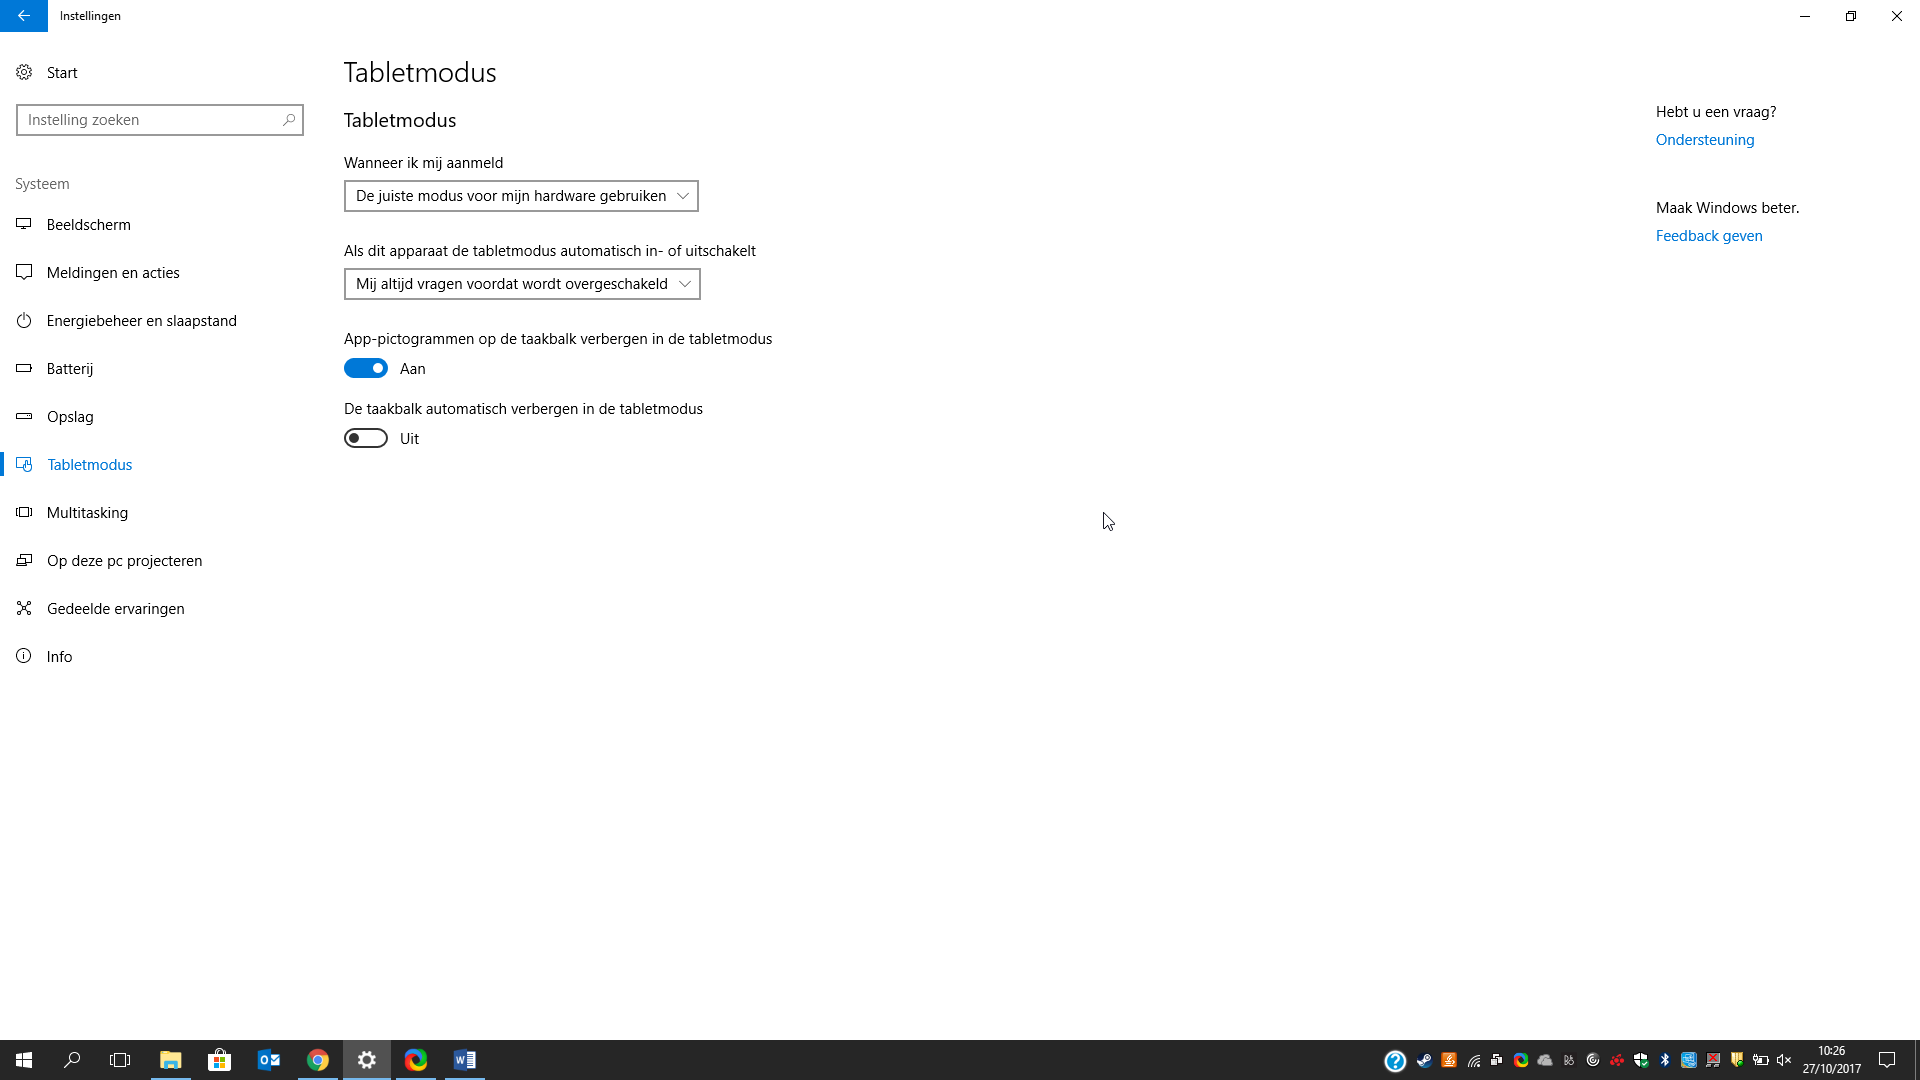 Instellingen
Start
Instelling zoeken
Systeem
Beeldscherm
Meldingen en acties
Energiebeheer en slaapstand
Batterij
Opslag
Tabletmodus
Multitasking
Op deze pc projecteren
Gedeelde ervaringen
Info
Tabletmodus
Tabletmodus
Wanneer ik mij aanmeld
De juiste modus voor mijn hardware gebruiken
Als dit apparaat de tabletmodus automatisch in- of uitschakelt
Mij altijd vragen voordat wordt overgeschakeld
App-pictogrammen op de taakbalk verbergen in de tabletmodus
Aan
De taakbalk automatisch verbergen in de tabletmodus
Uit
Hebt u een vraag?
Ondersteuning
Maak Windows beter.
Feedback geven
10:26
27/10/2017